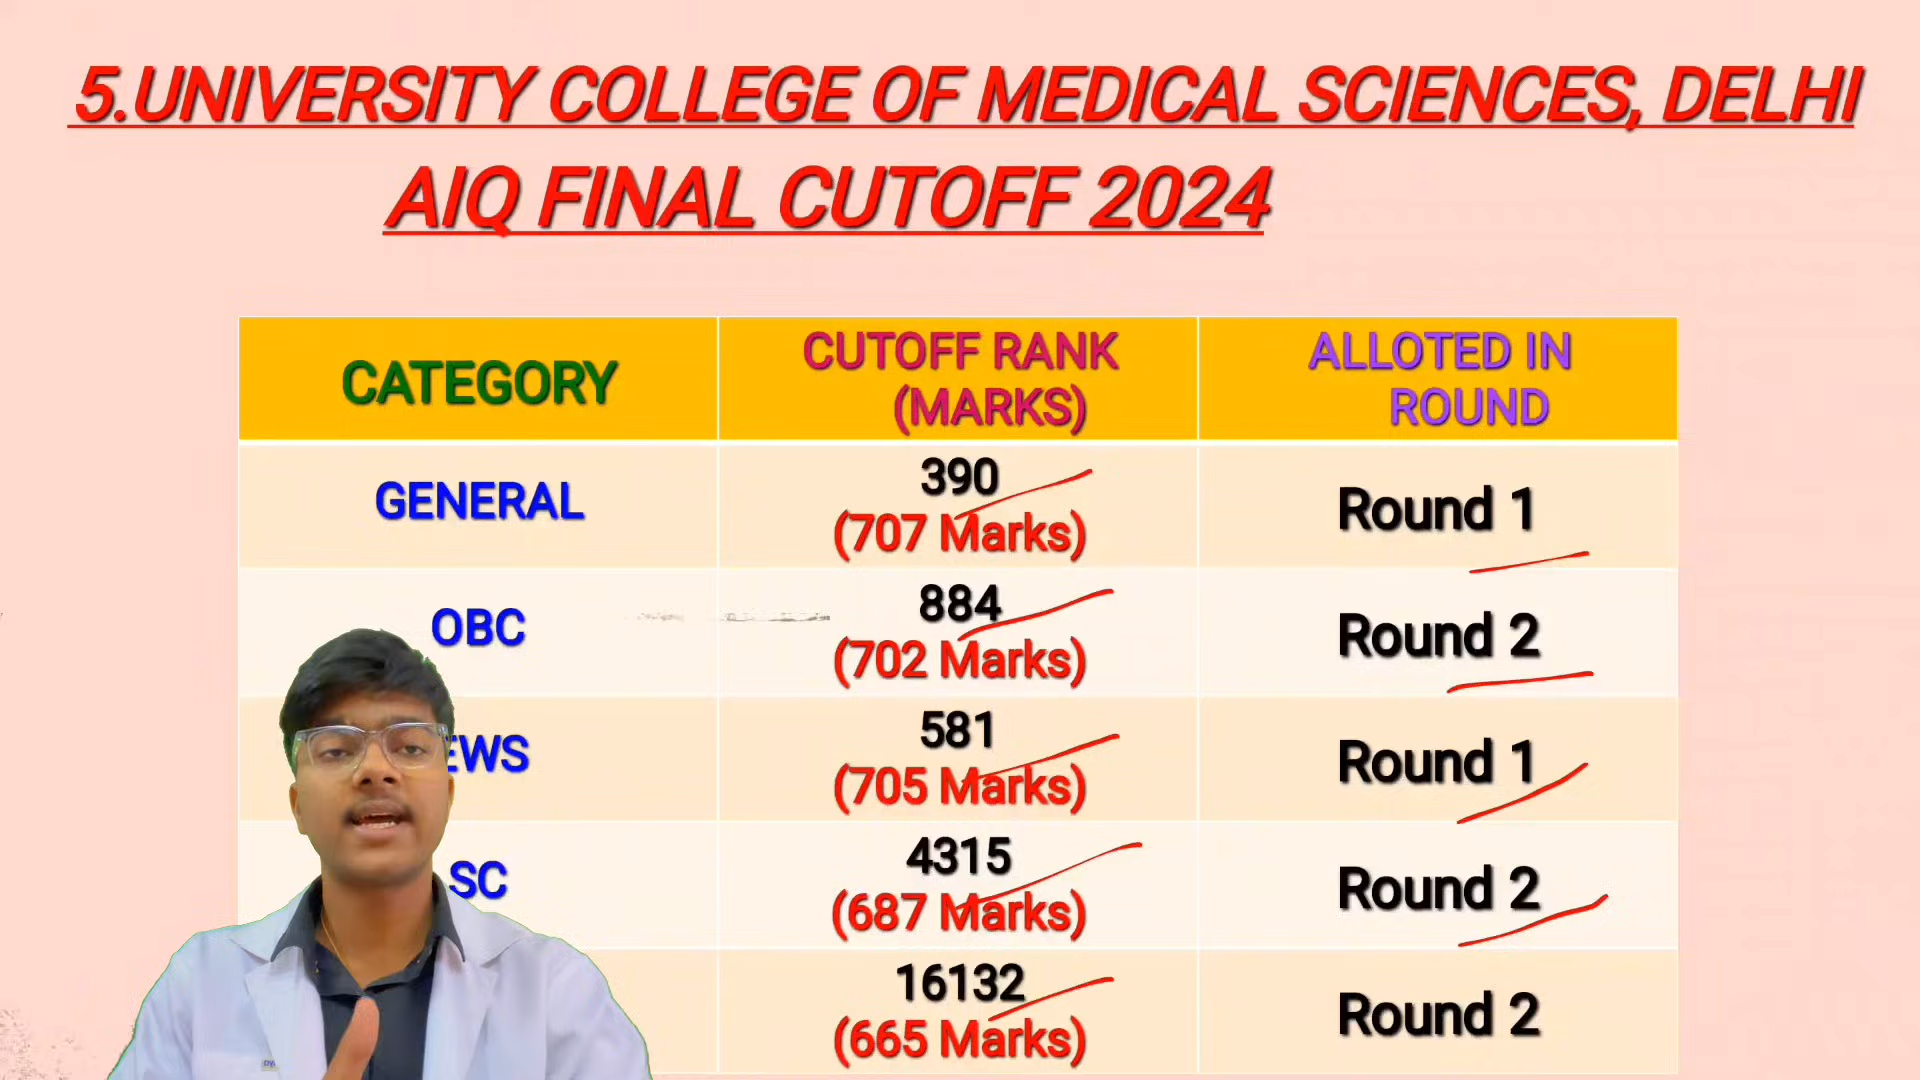 5.UNIVERSITY COLLEGE OF MEDICAL SCIENCES, DELHI
AIQ FINAL CUTOFF 2024
CATEGORY
CUTOFF RANK
(MARKS)
ALLOTED IN
ROUND
GENERAL
390
(707 Marks)
Round 1
OBC
884
(702 Marks)
Round 2
EWS
581
(705 Marks)
Round 1
SC
4315
(687 Marks)
Round 2
16132
(665 Marks)
Round 2